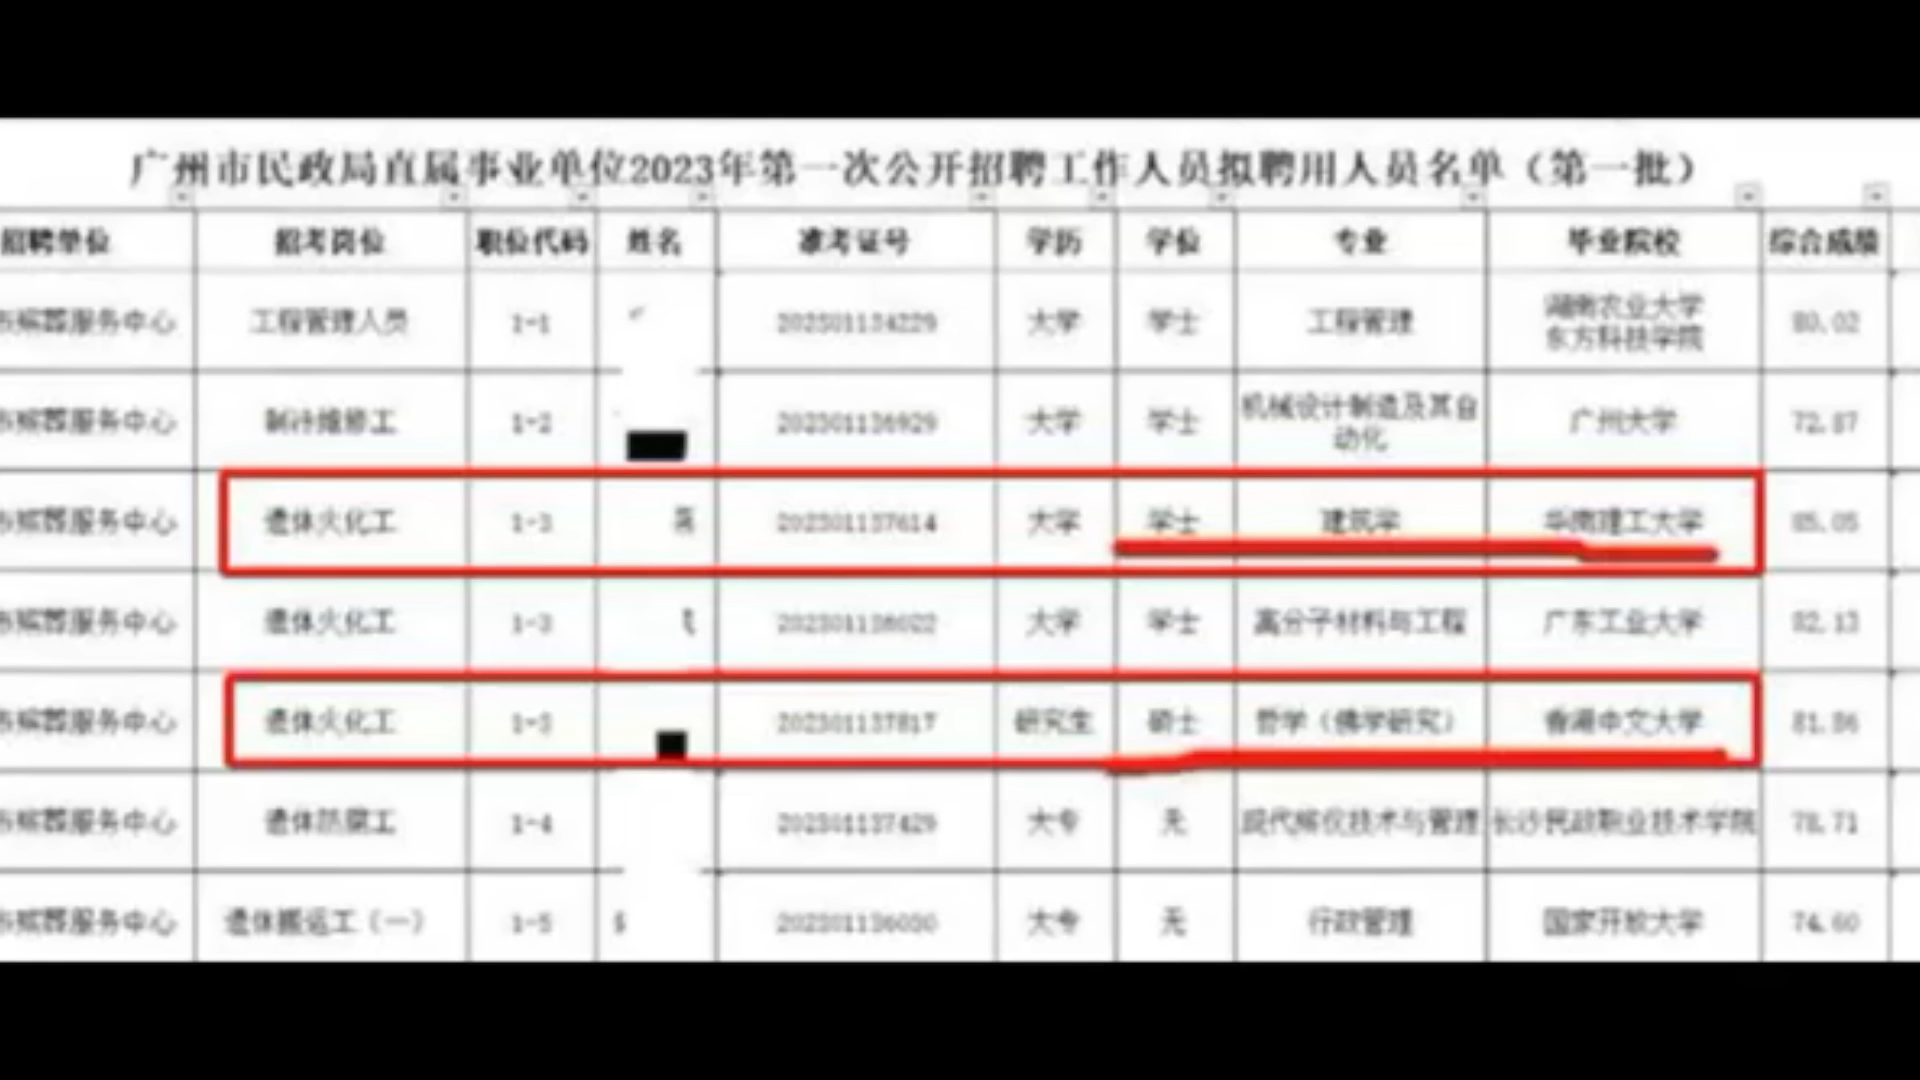 广州市民政局直属事业单位2023年第一次公开招聘工作人员拟聘用人员名单（第一批）
招聘单位 招考岗位 职位代码 姓名 准考证号 学历 学位 专业 毕业院校 综合成绩
市殡葬服务中心 工程管理人员 1-1 202301134229 大学 学士 工程管理 湖南农业大学
东方科技学院 80.02
市殡葬服务中心 制冷维修工 1-2 202301136929 大学 学士 机械设计制造及其自
动化 广州大学 72.87
市殡葬服务中心 遗体火化工 1-3 202301137614 大学 学士 建筑学 华南理工大学 85.05
市殡葬服务中心 遗体火化工 1-3 202301136022 大学 学士 高分子材料与工程 广东工业大学 82.13
市殡葬服务中心 遗体火化工 1-3 202301137817 研究生 硕士 哲学（佛学研究） 香港中文大学 81.86
市殡葬服务中心 遗体防腐工 1-4 202301137429 大专 无 现代殡仪技术与管理 长沙民政职业技术学院 78.71
市殡葬服务中心 遗体搬运工（一） 1-5 202301136030 大专 无 行政管理 国家开放大学 74.60